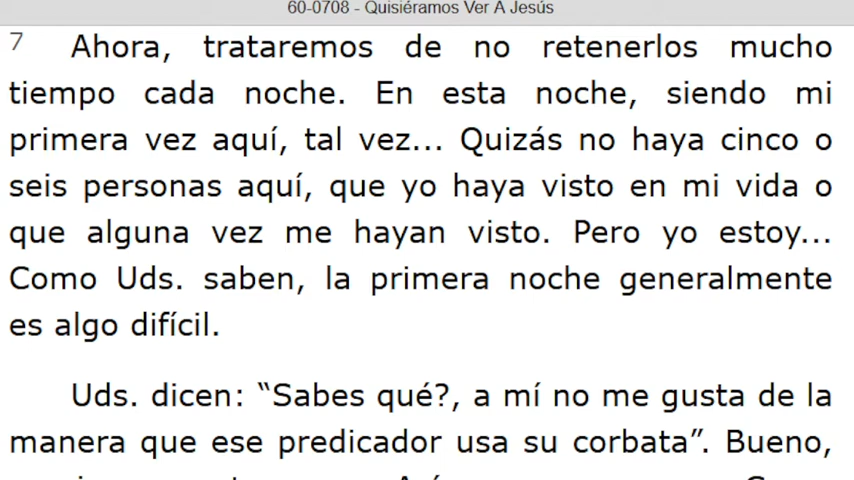 60-0708 - Quisiéramos Ver A Jesús
7 Ahora, trataremos de no retenerlos mucho
tiempo cada noche. En esta noche, siendo mi
primera vez aquí, tal vez... Quizás no haya cinco o
seis personas aquí, que yo haya visto en mi vida o
que alguna vez me hayan visto. Pero yo estoy...
Como Uds. saben, la primera noche generalmente
es algo difícil.
Uds. dicen: “Sabes qué?, a mí no me gusta de la
manera que ese predicador usa su corbata”. Bueno,